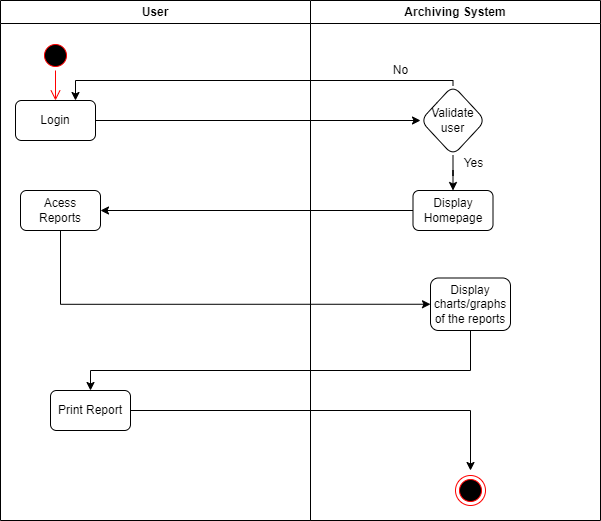 User
Archiving System
No
Login
Validate
user
Yes
Acess
Reports
Display
Homepage
Display
charts/graphs
of the reports
Print Report